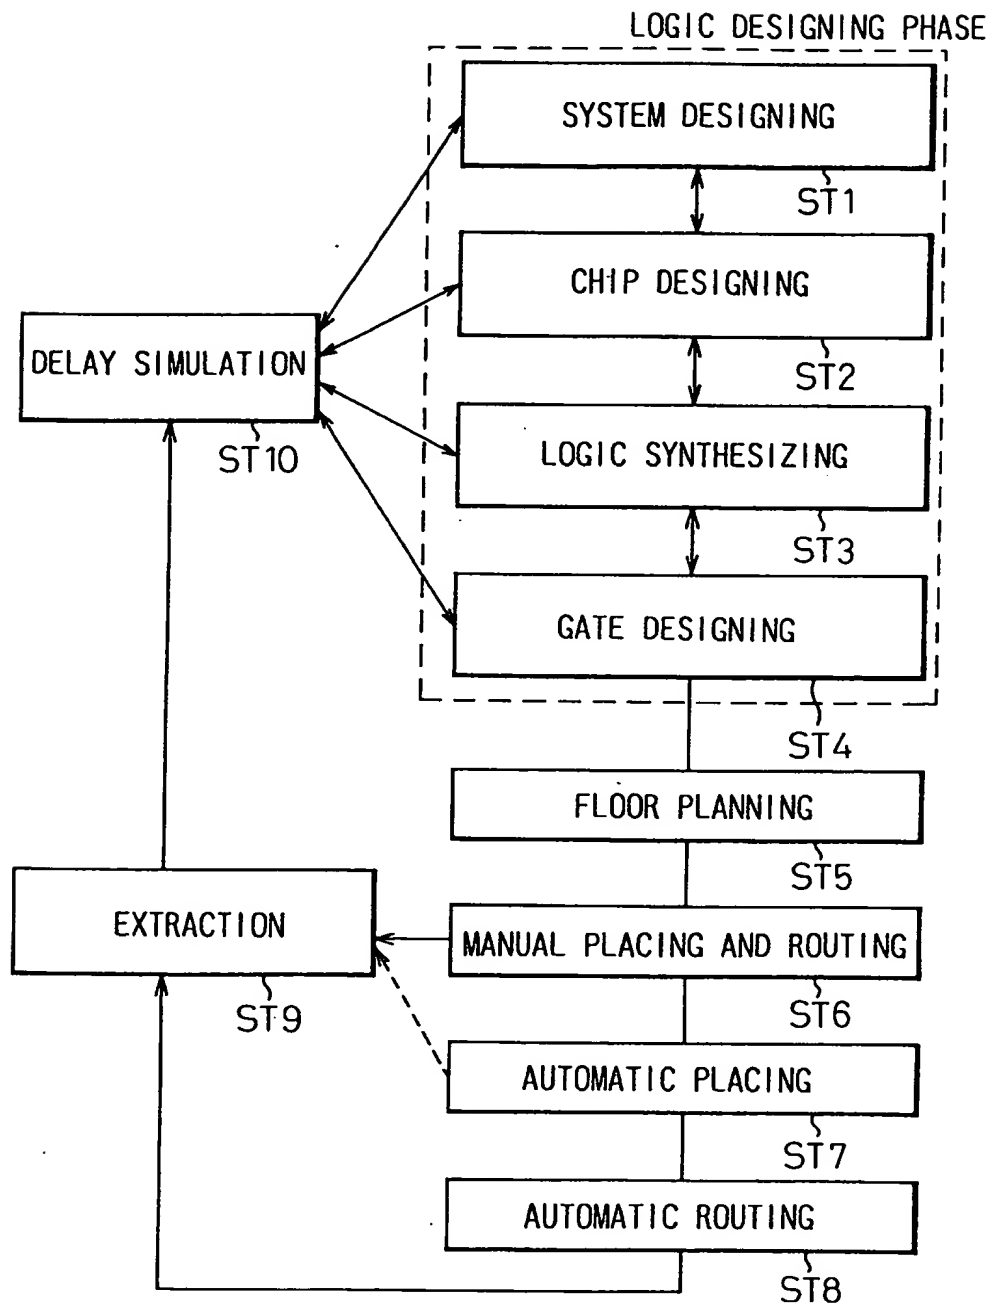 LOGIC DESIGNING PHASE
SYSTEM DESIGNING
ST1
CHIP DESIGNING
ST2
DELAY SIMULATION
ST10
LOGIC SYNTHESIZING
ST3
GATE DESIGNING
ST4
FLOOR PLANNING
ST5
EXTRACTION
ST9
MANUAL PLACING AND ROUTING
ST6
AUTOMATIC PLACING
ST7
AUTOMATIC ROUTING
ST8